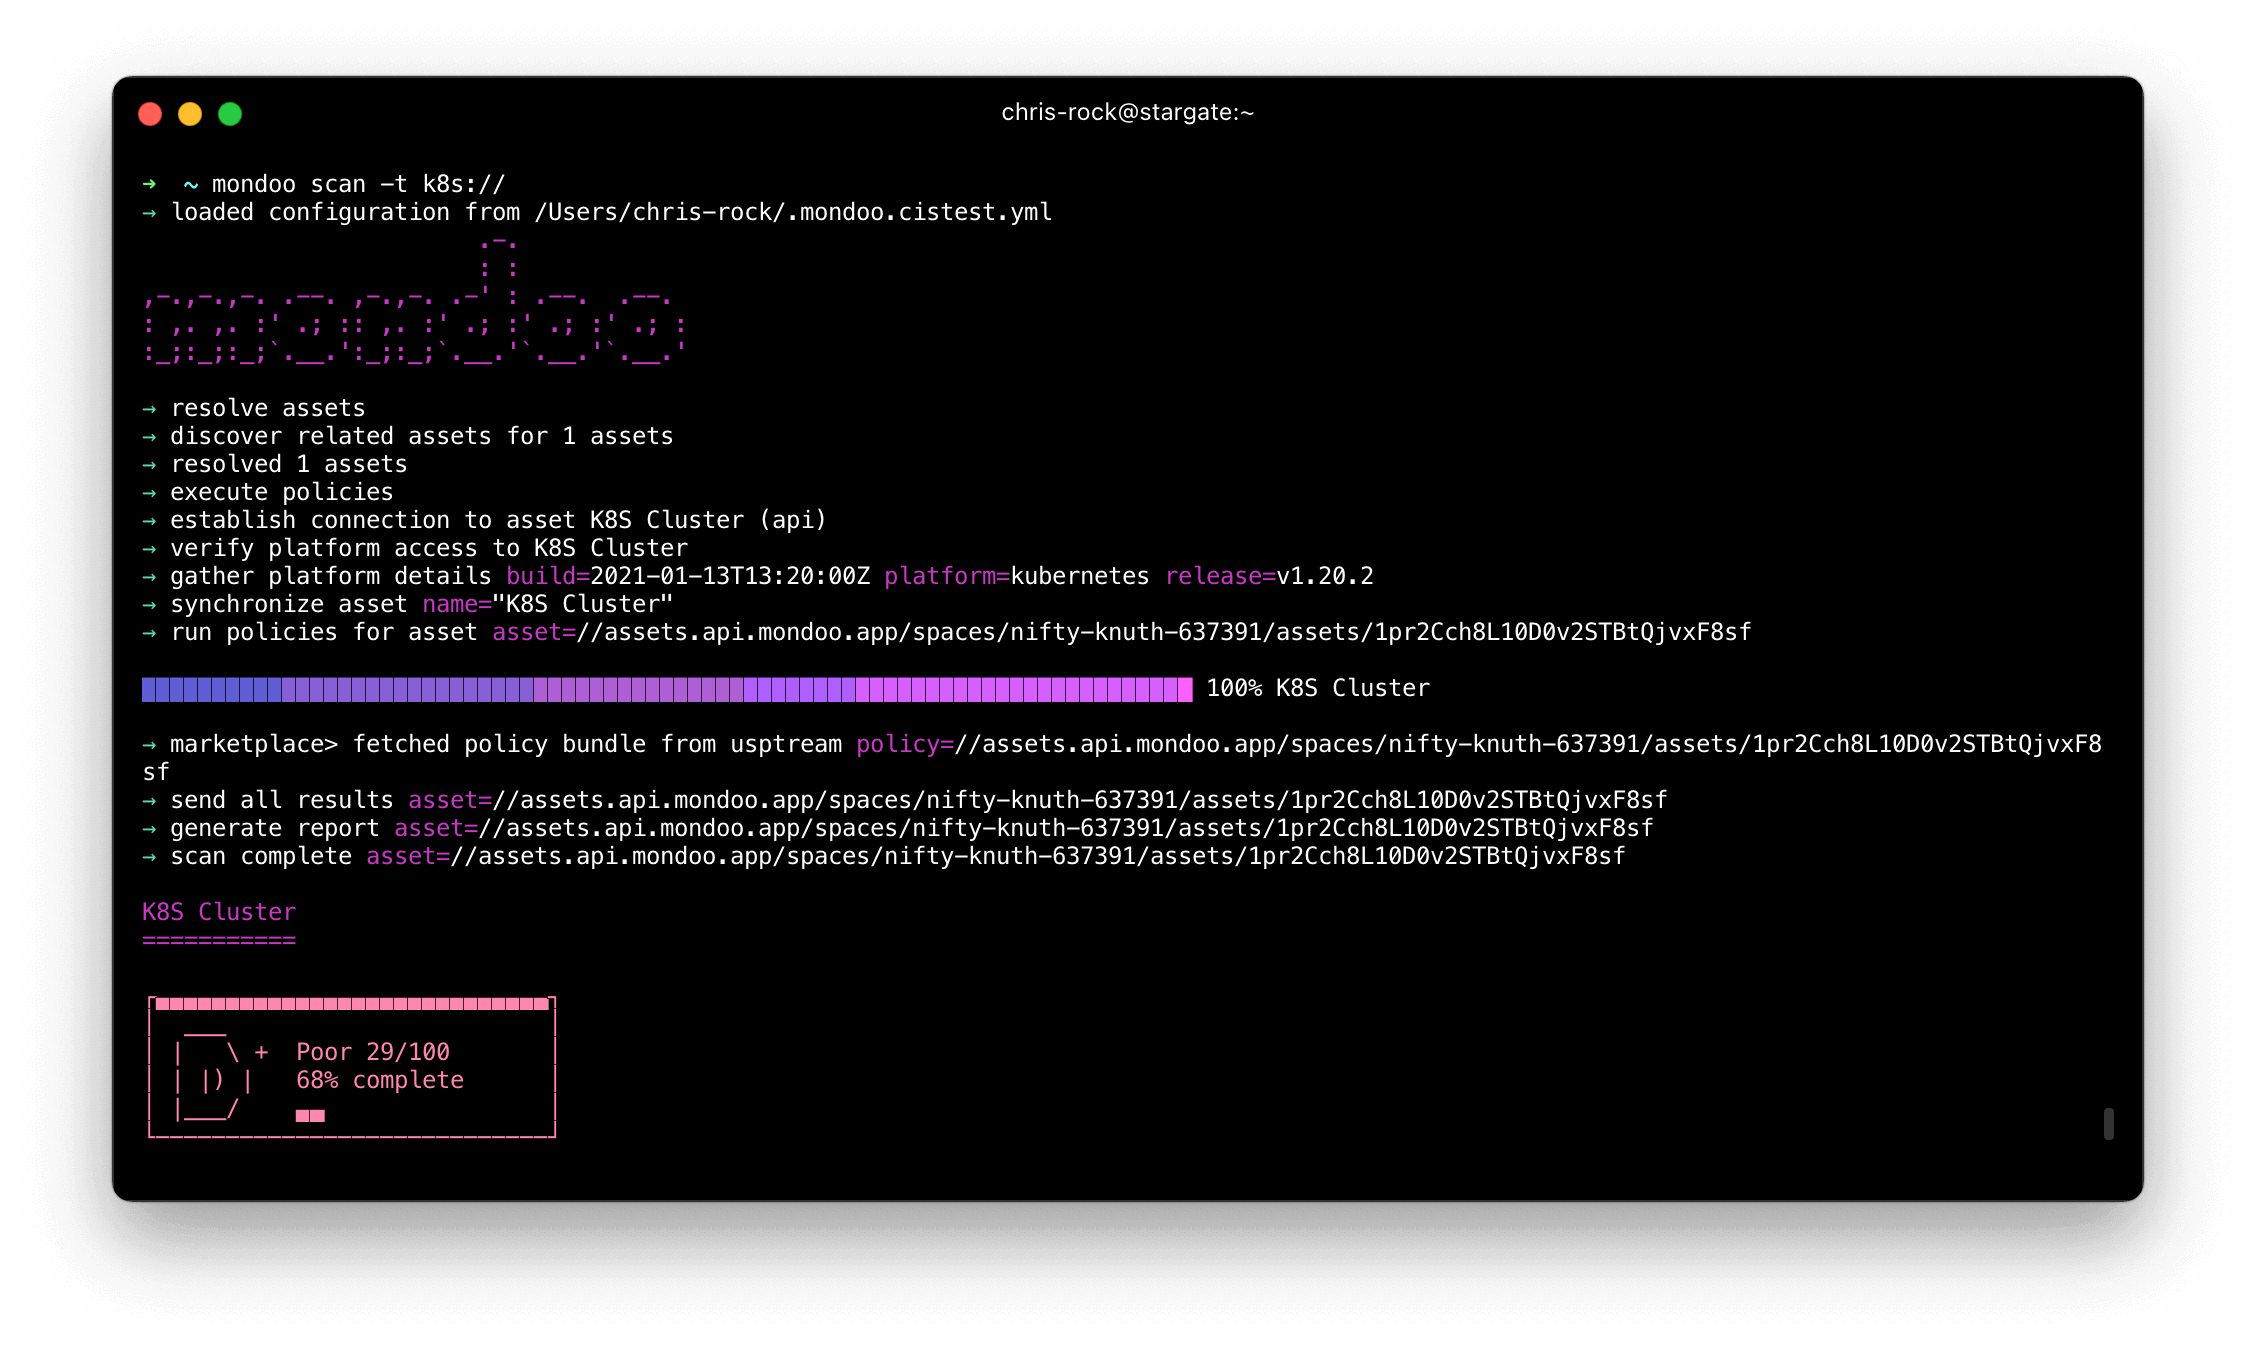 chris-rock@stargate:~
➜  ~ mondoo scan -t k8s://
→ loaded configuration from /Users/chris-rock/.mondoo.cistest.yml
mondoo
→ resolve assets
→ discover related assets for 1 assets
→ resolved 1 assets
→ execute policies
→ establish connection to asset K8S Cluster (api)
→ verify platform access to K8S Cluster
→ gather platform details build=2021-01-13T13:20:00Z platform=kubernetes release=v1.20.2
→ synchronize asset name="K8S Cluster"
→ run policies for asset asset=//assets.api.mondoo.app/spaces/nifty-knuth-637391/assets/1pr2Cch8L10D0v2STBtQjvxF8sf
100% K8S Cluster
→ marketplace> fetched policy bundle from usptream policy=//assets.api.mondoo.app/spaces/nifty-knuth-637391/assets/1pr2Cch8L10D0v2STBtQjvxF8
sf
→ send all results asset=//assets.api.mondoo.app/spaces/nifty-knuth-637391/assets/1pr2Cch8L10D0v2STBtQjvxF8sf
→ generate report asset=//assets.api.mondoo.app/spaces/nifty-knuth-637391/assets/1pr2Cch8L10D0v2STBtQjvxF8sf
→ scan complete asset=//assets.api.mondoo.app/spaces/nifty-knuth-637391/assets/1pr2Cch8L10D0v2STBtQjvxF8sf
K8S Cluster
===========
D+ Poor 29/100
68% complete